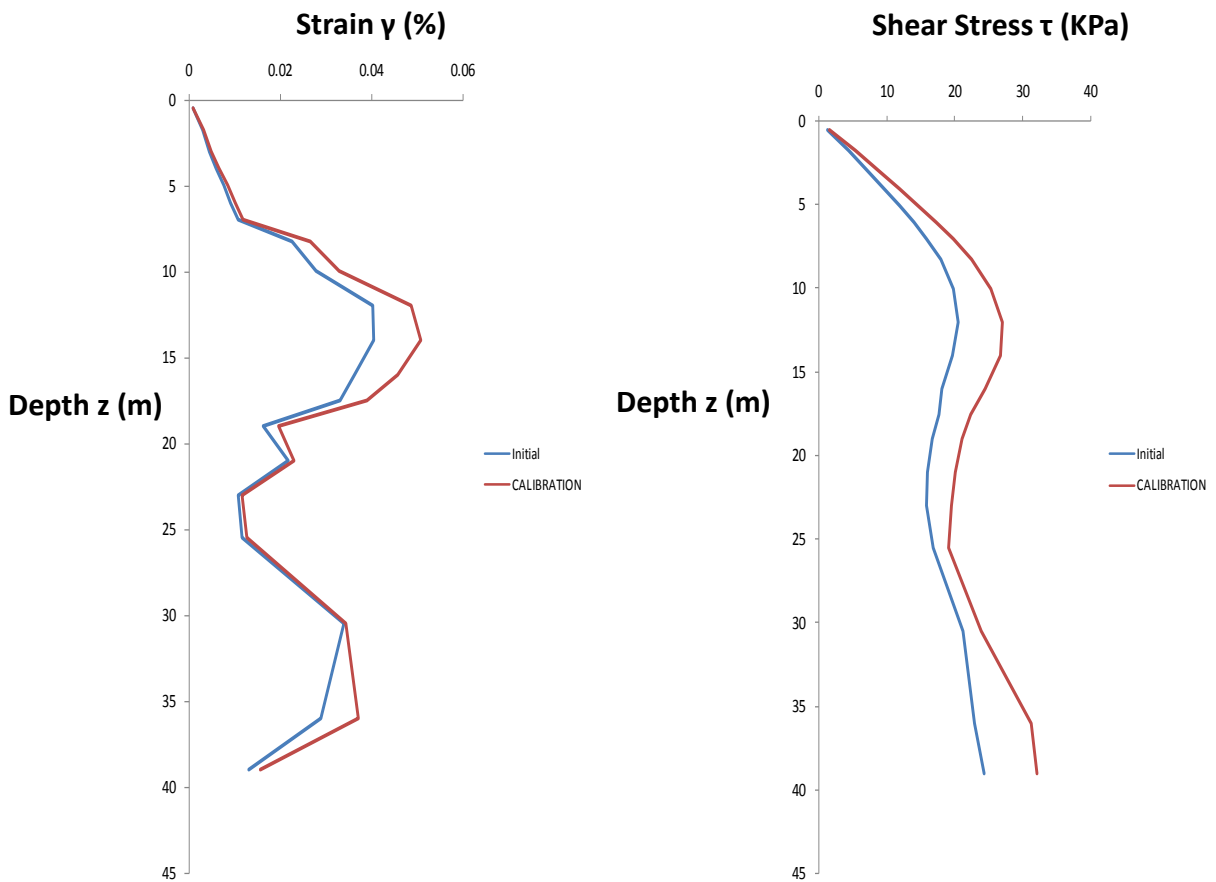 Strain γ (%)
0 0.02 0.04 0.06
0
5
10
15
20
25
30
35
40
45
Depth z (m)
Initial
CALIBRATION
Shear Stress τ (KPa)
0 10 20 30 40
0
5
10
15
20
25
30
35
40
45
Depth z (m)
Initial
CALIBRATION